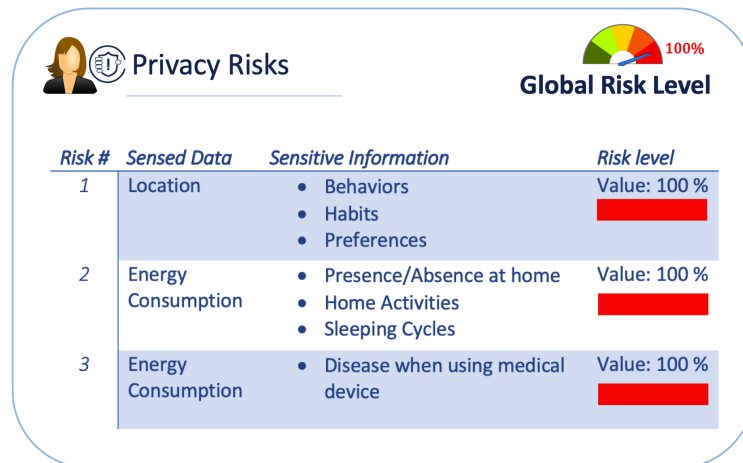 Privacy Risks
100%
Global Risk Level
Risk # Sensed Data Sensitive Information Risk level
1 Location • Behaviors Value: 100 %
• Habits
• Preferences
2 Energy • Presence/Absence at home Value: 100 %
Consumption • Home Activities
• Sleeping Cycles
3 Energy • Disease when using medical Value: 100 %
Consumption device